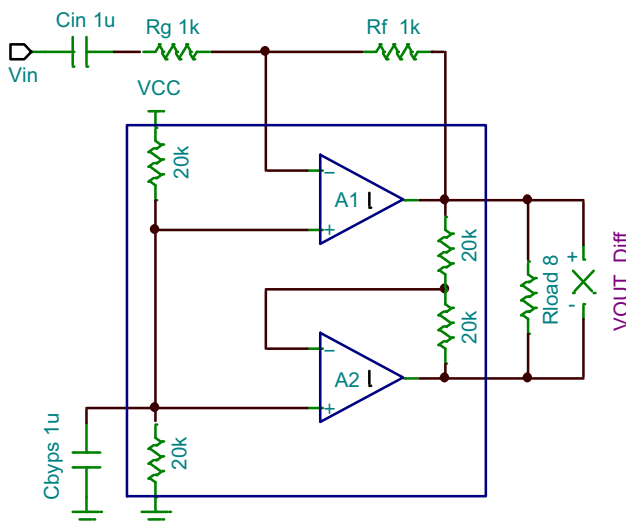 Cin 1u
Rg 1k
Rf 1k
Vin
VCC
20k
A1
20k
Rload 8
+
-
VOUT_Diff
20k
A2
Cbyps 1u
20k